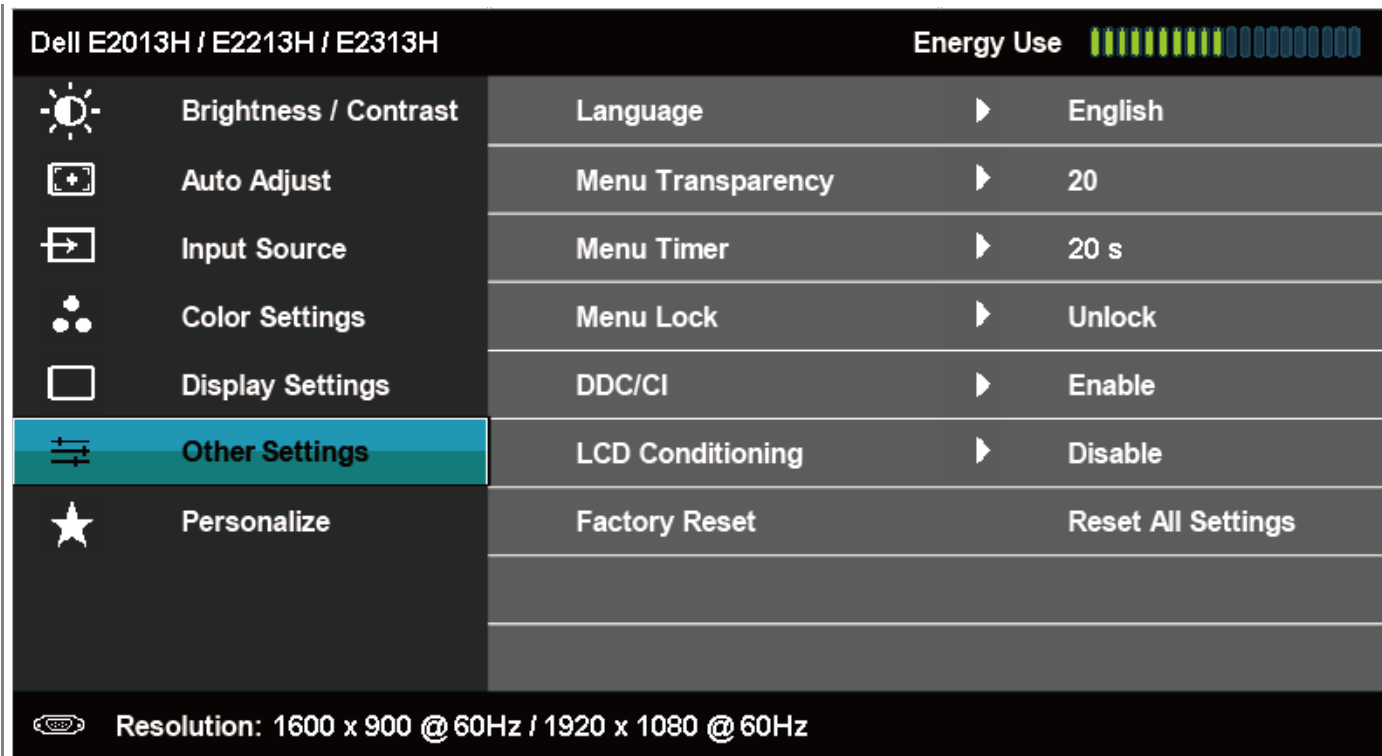 Dell E2013H / E2213H / E2313H Energy Use
Brightness / Contrast Language English
Auto Adjust Menu Transparency 20
Input Source Menu Timer 20 s
Color Settings Menu Lock Unlock
Display Settings DDC/CI Enable
Other Settings LCD Conditioning Disable
Personalize Factory Reset Reset All Settings
Resolution: 1600 x 900 @ 60Hz / 1920 x 1080 @ 60Hz